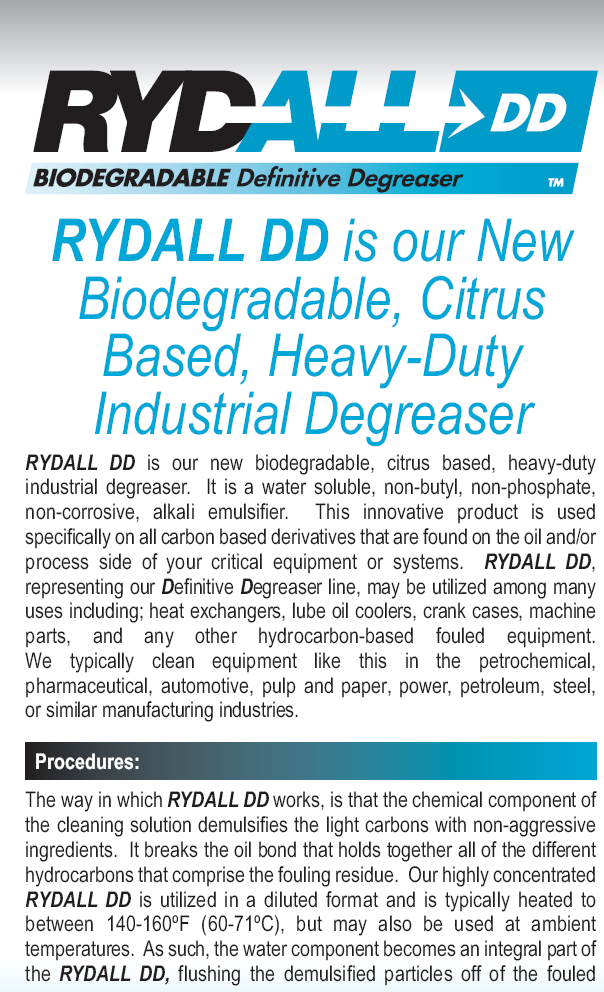 RYDALL DD
BIODEGRADABLE Definitive Degreaser ™
RYDALL DD is our New
Biodegradable, Citrus
Based, Heavy-Duty
Industrial Degreaser
RYDALL DD is our new biodegradable, citrus based, heavy-duty
industrial degreaser. It is a water soluble, non-butyl, non-phosphate,
non-corrosive, alkali emulsifier. This innovative product is used
specifically on all carbon based derivatives that are found on the oil and/or
process side of your critical equipment or systems. RYDALL DD,
representing our Definitive Degreaser line, may be utilized among many
uses including; heat exchangers, lube oil coolers, crank cases, machine
parts, and any other hydrocarbon-based fouled equipment.
We typically clean equipment like this in the petrochemical,
pharmaceutical, automotive, pulp and paper, power, petroleum, steel,
or similar manufacturing industries.
Procedures:
The way in which RYDALL DD works, is that the chemical component of
the cleaning solution demulsifies the light carbons with non-aggressive
ingredients. It breaks the oil bond that holds together all of the different
hydrocarbons that comprise the fouling residue. Our highly concentrated
RYDALL DD is utilized in a diluted format and is typically heated to
between 140-160ºF (60-71ºC), but may also be used at ambient
temperatures. As such, the water component becomes an integral part of
the RYDALL DD, flushing the demulsified particles off of the fouled